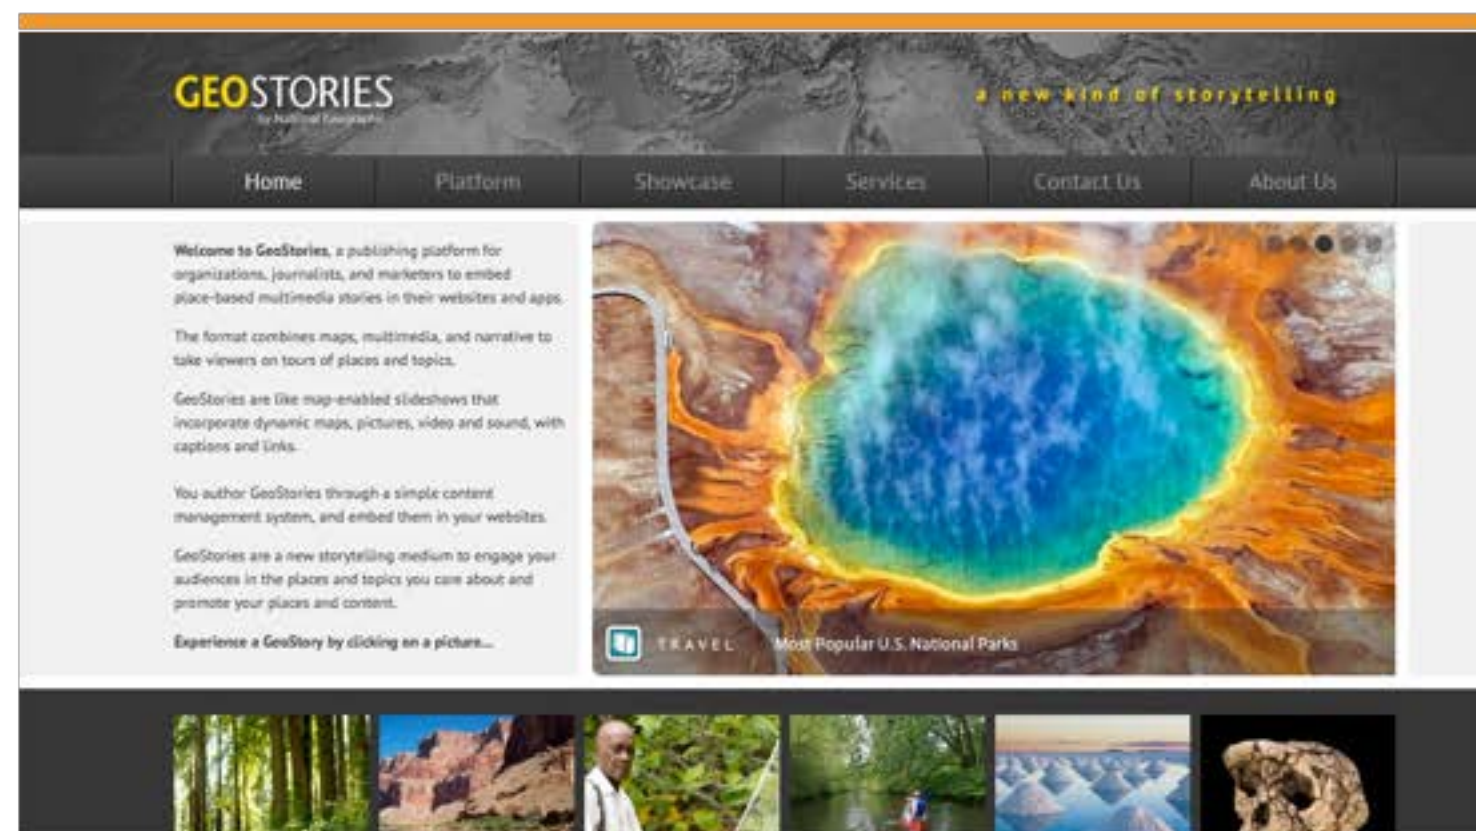 GEOSTORIES
by National Geographic
a new kind of storytelling
Home Platform Showcase Services Contact Us About Us
Welcome to GeoStories, a publishing platform for
organizations, journalists, and marketers to embed
place-based multimedia stories in their websites and apps.
The format combines maps, multimedia, and narrative to
take viewers on tours of places and topics.
GeoStories are like map-enabled slideshows that
incorporate dynamic maps, pictures, video and sound, with
captions and links.
You author GeoStories through a simple content
management system, and embed them in your websites.
GeoStories are a new storytelling medium to engage your
audiences in the places and topics you care about and
promote your places and content.
Experience a GeoStory by clicking on a picture...
TRAVEL Most Popular U.S. National Parks